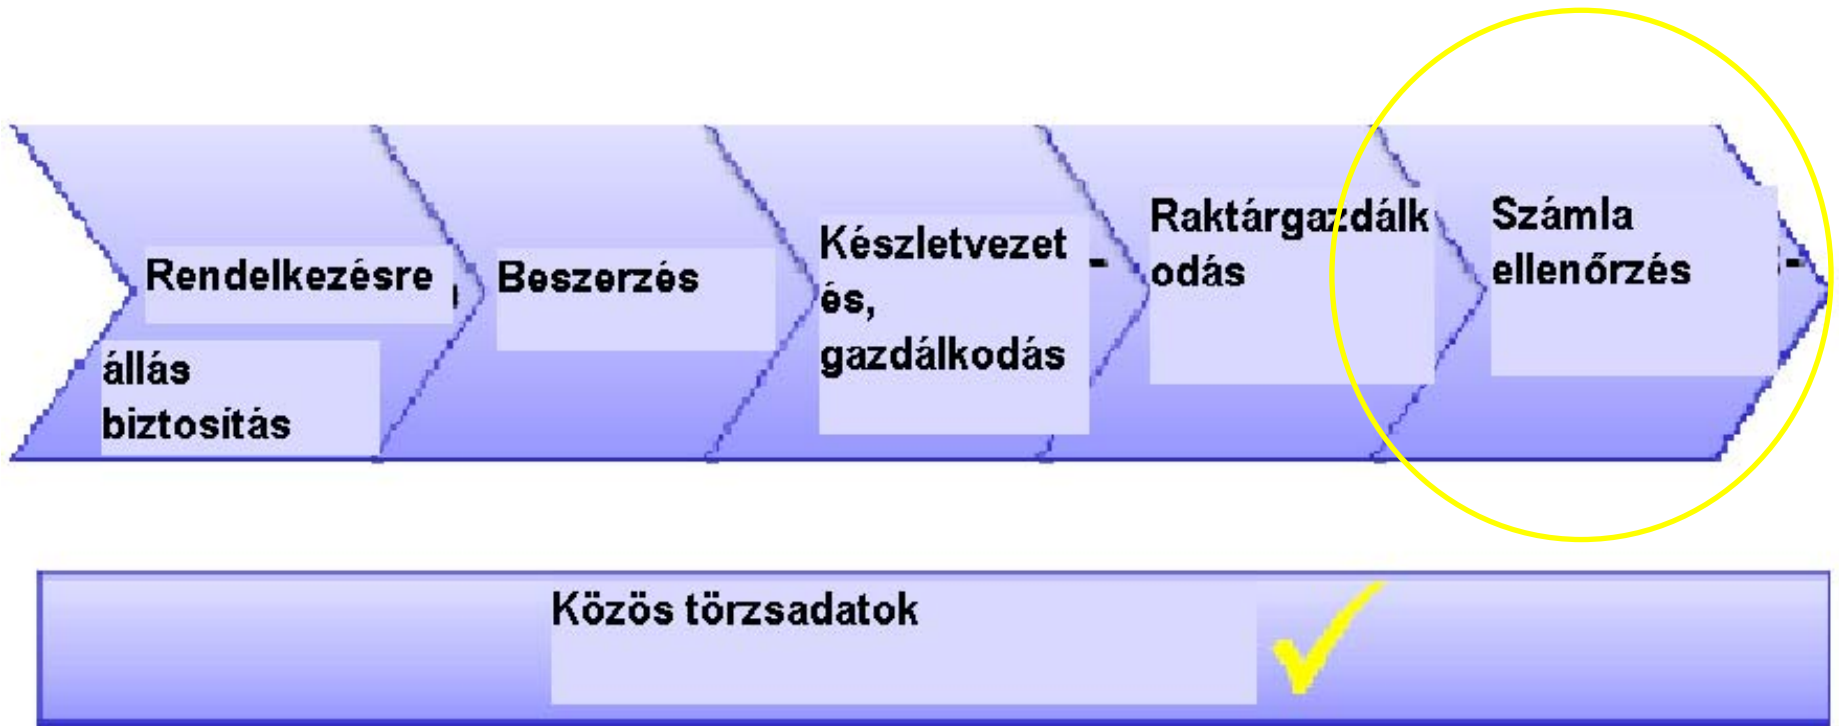 Rendelkezésre
állás
biztosítás
Beszerzés
Készletvezet
és,
gazdálkodás
Raktárgazdálk
odás
Számla
ellenőrzés
Közös törzsadatok